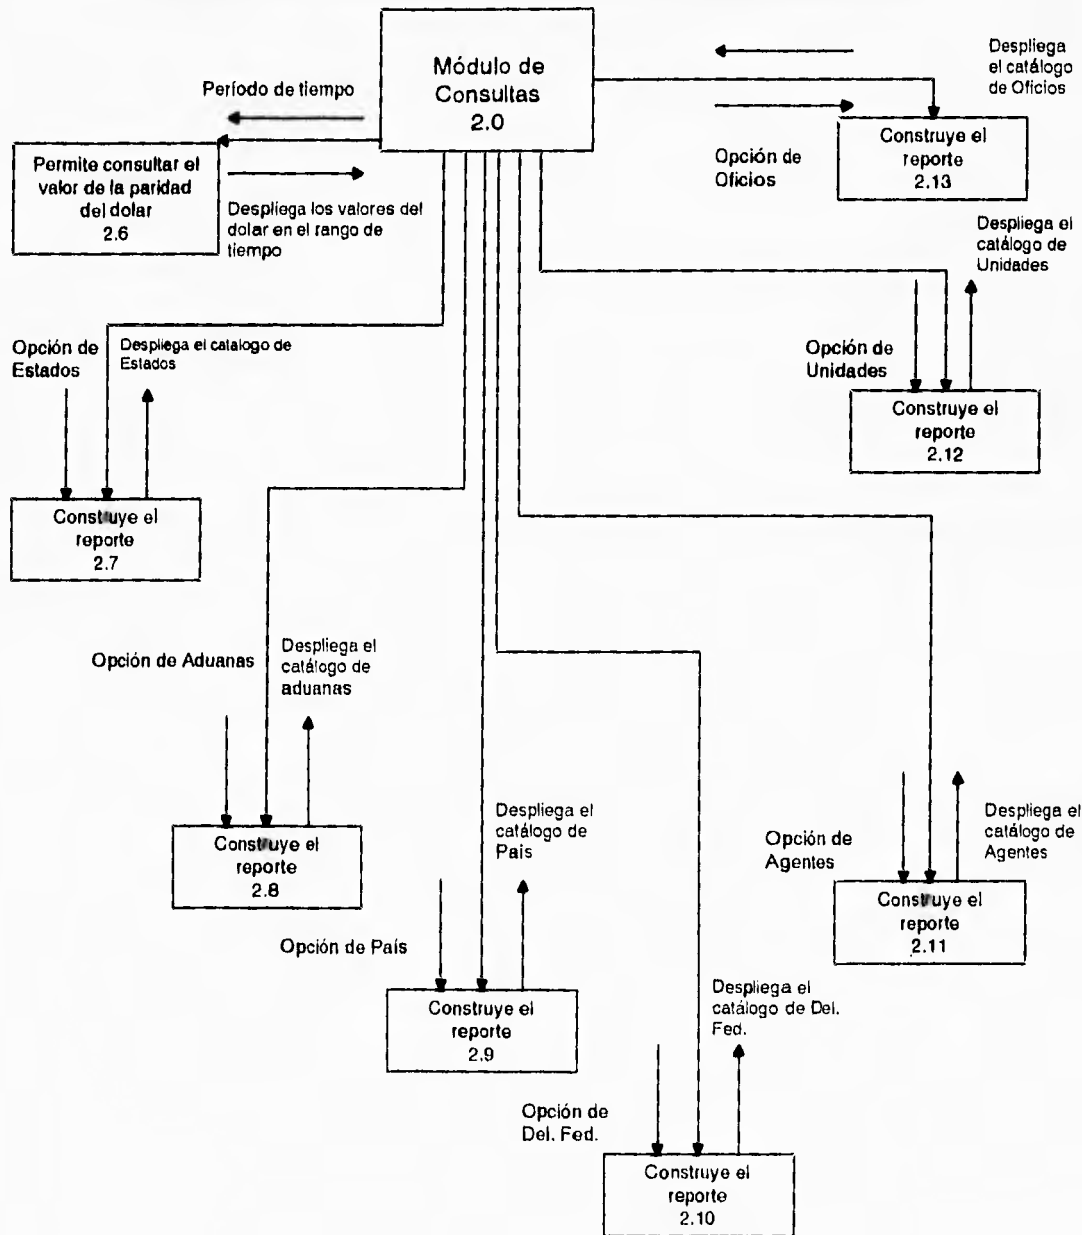 Módulo de
Consultas
2.0
Despliega
el catálogo
de Oficios
Período de tiempo
Construye el
reporte
2.13
Opción de
Oficios
Permite consultar el
valor de la paridad
del dolar
2.6
Despliega los valores del
dolar en el rango de
tiempo
Despliega el
catálogo de
Unidades
Opción de
Estados
Despliega el catalogo de
Estados
Opción de
Unidades
Construye el
reporte
2.12
Construye el
reporte
2.7
Opción de Aduanas
Despliega el
catálogo de
aduanas
Despliega el
catálogo de
País
Despliega el
catálogo de
Agentes
Opción de
Agentes
Construye el
reporte
2.8
Construye el
reporte
2.11
Opción de País
Construye el
reporte
2.9
Despliega el
catálogo de Del.
Fed.
Opción de
Del. Fed.
Construye el
reporte
2.10